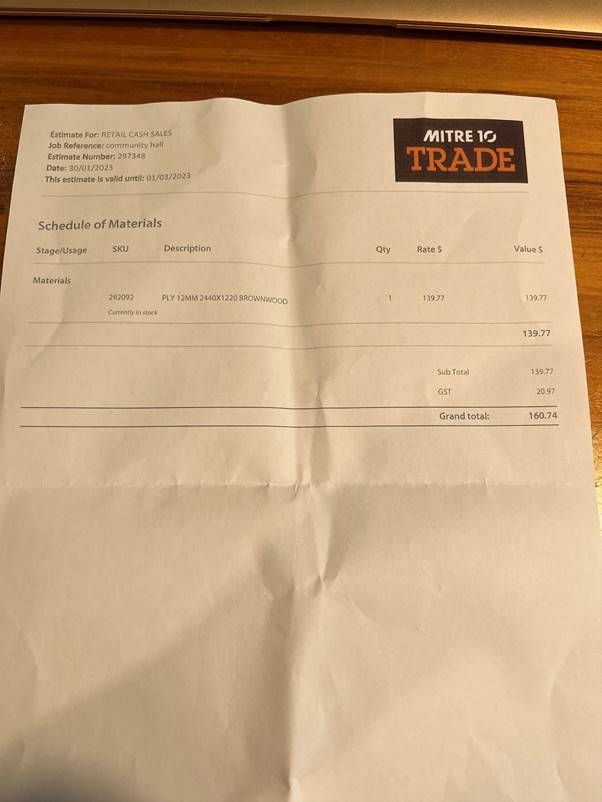 Estimate For: RETAIL CASH SALES
Job Reference: community hall
Estimate Number: 297348
Date: 30/01/2023
This estimate is valid until: 01/03/2023
MITRE 10
TRADE
Schedule of Materials
Stage/Usage SKU Description Qty Rate $ Value $
Materials
292092 PLY 12MM 2440X1220 BROWNWOOD 1 139.77 139.77
Currently in stock
139.77
Sub Total 139.77
GST 20.97
Grand total: 160.74